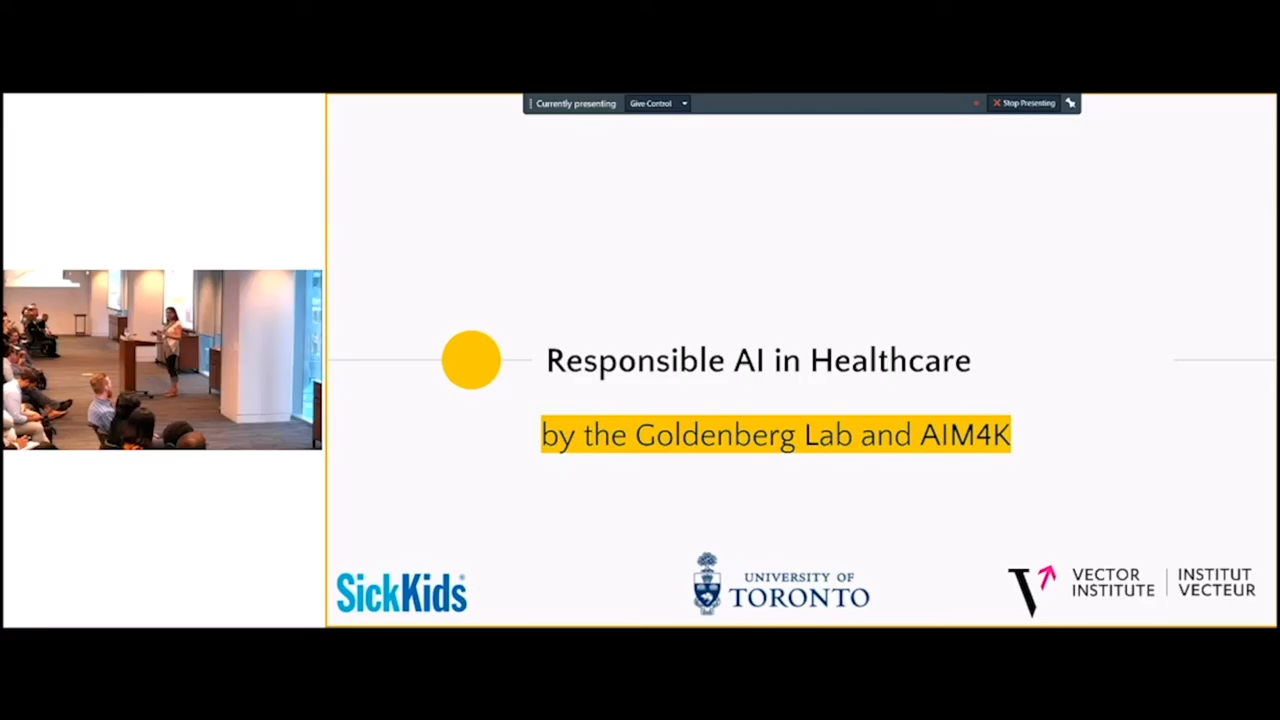 Currently presenting Give Control Stop Presenting
Responsible AI in Healthcare
by the Goldenberg Lab and AIM4K
SickKids®
UNIVERSITY OF
TORONTO
VECTOR
INSTITUTE
INSTITUT
VECTEUR